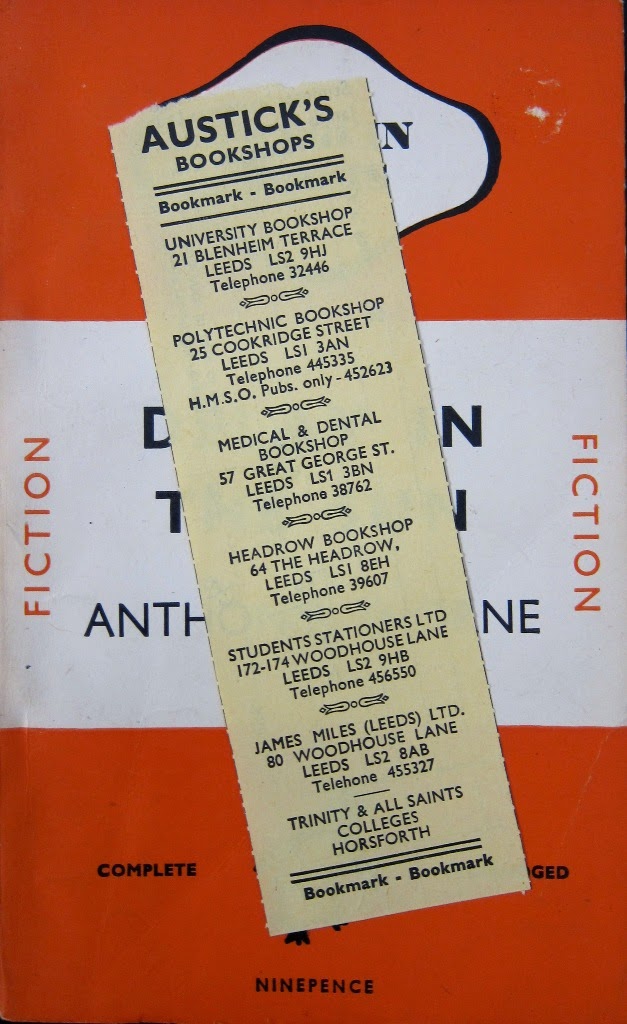 AUSTICK'S
BOOKSHOPS
Bookmark - Bookmark
UNIVERSITY BOOKSHOP
21 BLENHEIM TERRACE
LEEDS LS2 9HJ
Telephone 32446
POLYTECHNIC BOOKSHOP
25 COOKRIDGE STREET
LEEDS LS1 3AN
Telephone 445335
H.M.S.O. Pubs. only - 452623
MEDICAL & DENTAL
BOOKSHOP
57 GREAT GEORGE ST.
LEEDS LS1 3BN
Telephone 38762
HEADROW BOOKSHOP
64 THE HEADROW,
LEEDS LS1 8EH
Telephone 39607
STUDENTS STATIONERS LTD
172-174 WOODHOUSE LANE
LEEDS LS2 9HB
Telephone 456550
JAMES MILES (LEEDS) LTD.
80 WOODHOUSE LANE
LEEDS LS2 8AB
Telehone 455327
TRINITY & ALL SAINTS
COLLEGES
HORSFORTH
Bookmark - Bookmark
FICTION
FICTION
ANTH NE
COMPLETE GED
NINEPENCE